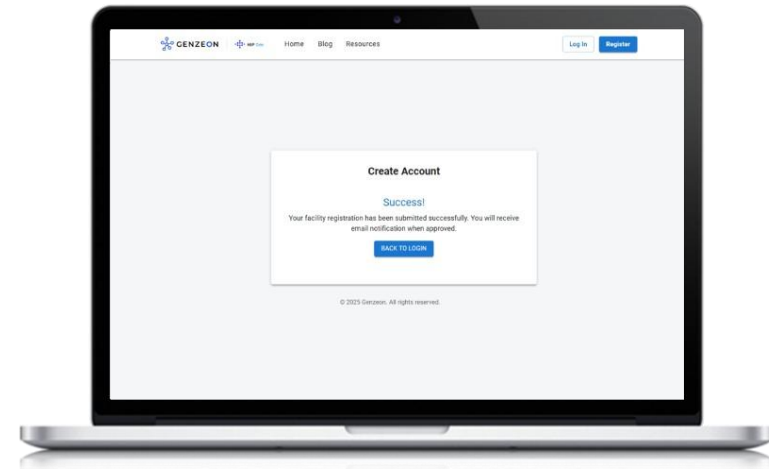 GENZEON
Home Blog Resources
Log In
Register
Create Account
Success!
Your facility registration has been submitted successfully. You will receive
email notification when approved.
BACK TO LOGIN
© 2025 Genzeon. All rights reserved.